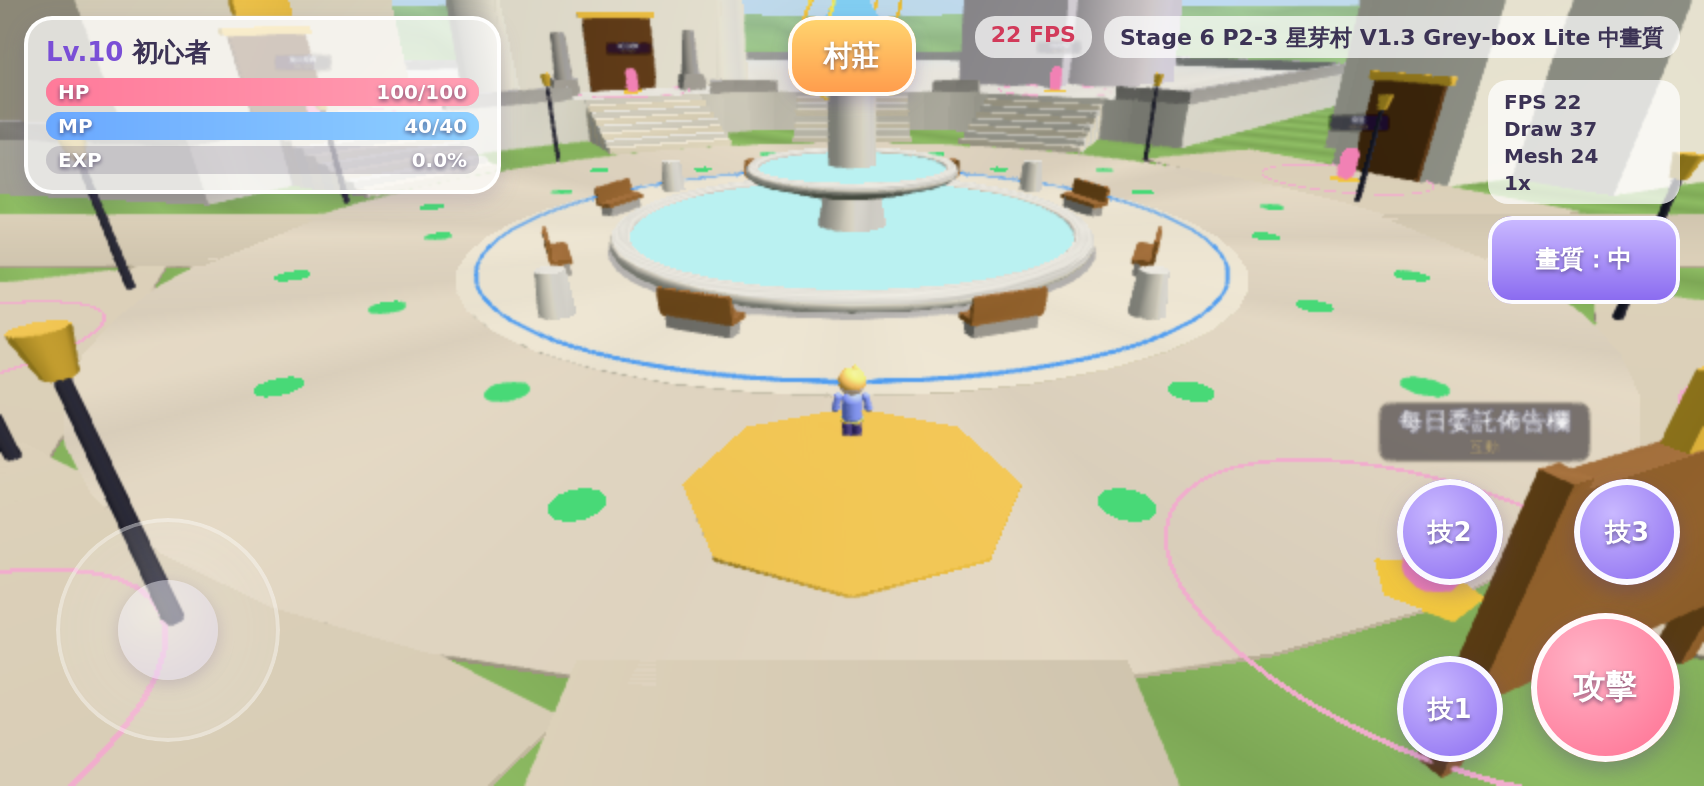 Lv.10 初心者
HP 100/100
MP 40/40
EXP 0.0%
村莊
22 FPS
Stage 6 P2-3 星芽村 V1.3 Grey-box Lite 中畫質
FPS 22
Draw 37
Mesh 24
1x
畫質：中
每日委託佈告欄
互動
技2
技3
技1
攻擊